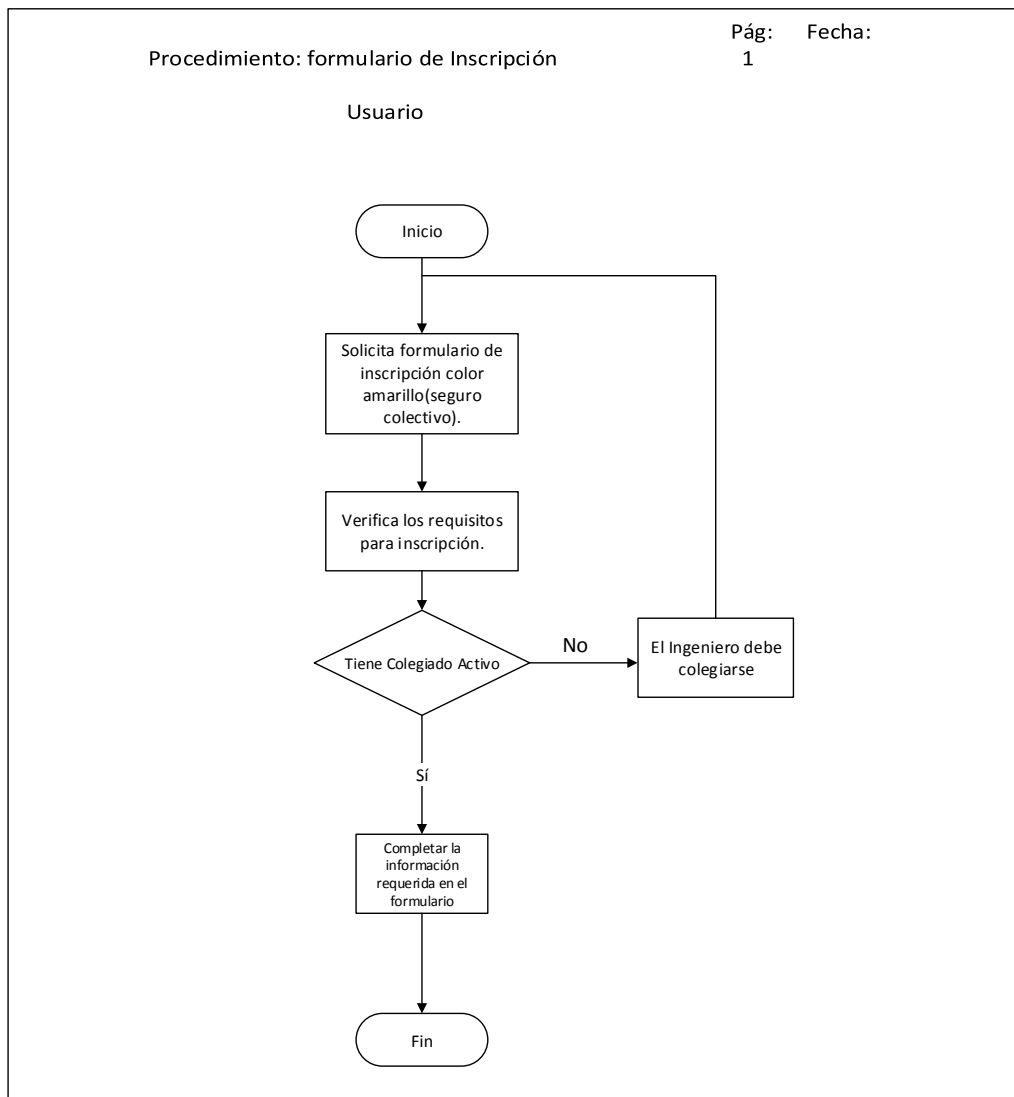 Pág: Fecha:
Procedimiento: formulario de Inscripción 1
Usuario
Inicio
Solicita formulario de
inscripción color
amarillo(seguro
colectivo).
Verifica los requisitos
para inscripción.
Tiene Colegiado Activo
No
El Ingeniero debe
colegiarse
Sí
Completar la
información
requerida en el
formulario
Fin